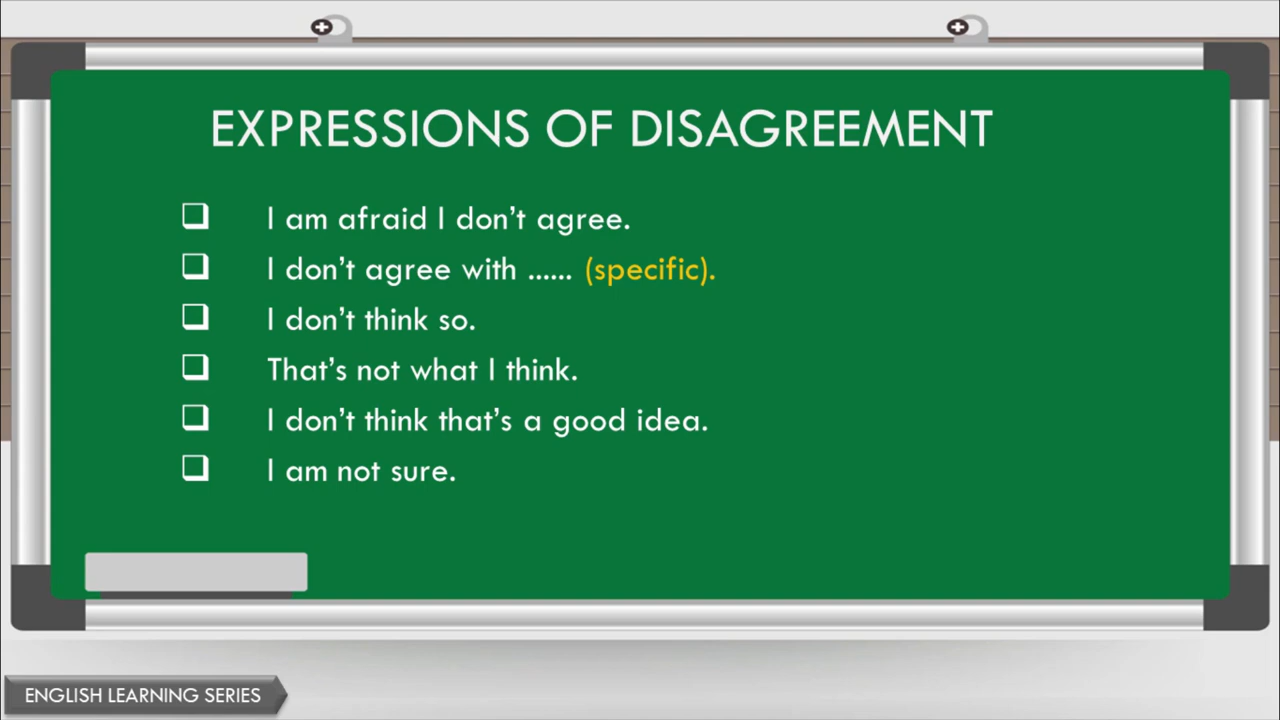 EXPRESSIONS OF DISAGREEMENT
I am afraid I don’t agree.
I don’t agree with ...... (specific).
I don’t think so.
That’s not what I think.
I don’t think that’s a good idea.
I am not sure.
ENGLISH LEARNING SERIES